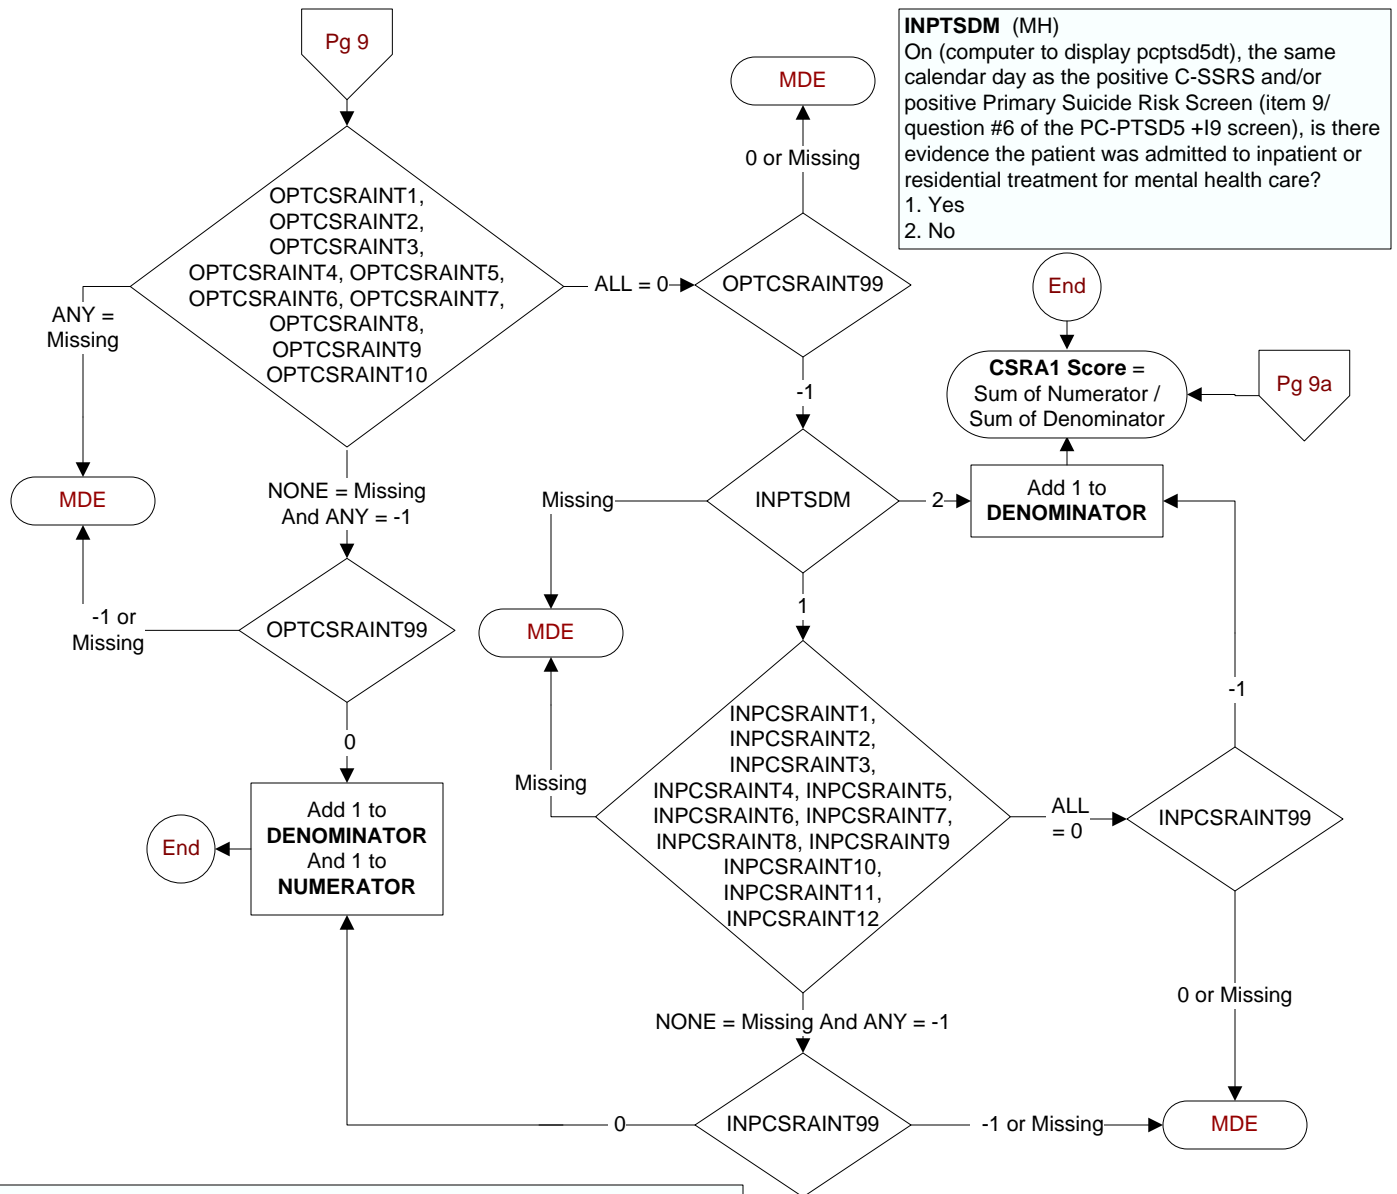 Pg 9
INPTSDM (MH)
On (computer to display pcptsd5dt), the same
calendar day as the positive C-SSRS and/or
positive Primary Suicide Risk Screen (item 9/
question #6 of the PC-PTSD5 +I9 screen), is there
evidence the patient was admitted to inpatient or
residential treatment for mental health care?
1. Yes
2. No
MDE
0 or Missing
OPTCSRAINT1,
OPTCSRAINT2,
OPTCSRAINT3,
OPTCSRAINT4, OPTCSRAINT5,
OPTCSRAINT6, OPTCSRAINT7,
OPTCSRAINT8,
OPTCSRAINT9
OPTCSRAINT10
ALL = 0
OPTCSRAINT99
ANY =
Missing
End
CSRA1 Score =
Sum of Numerator /
Sum of Denominator
Pg 9a
-1
MDE
NONE = Missing
And ANY = -1
Missing
INPTSDM
2
Add 1 to
DENOMINATOR
-1 or
Missing
OPTCSRAINT99
MDE
1
-1
0
INPCSRAINT1,
INPCSRAINT2,
INPCSRAINT3,
INPCSRAINT4, INPCSRAINT5,
INPCSRAINT6, INPCSRAINT7,
INPCSRAINT8, INPCSRAINT9
INPCSRAINT10,
INPCSRAINT11,
INPCSRAINT12
Missing
ALL
= 0
INPCSRAINT99
End
Add 1 to
DENOMINATOR
And 1 to
NUMERATOR
0 or Missing
NONE = Missing And ANY = -1
0
INPCSRAINT99
-1 or Missing
MDE